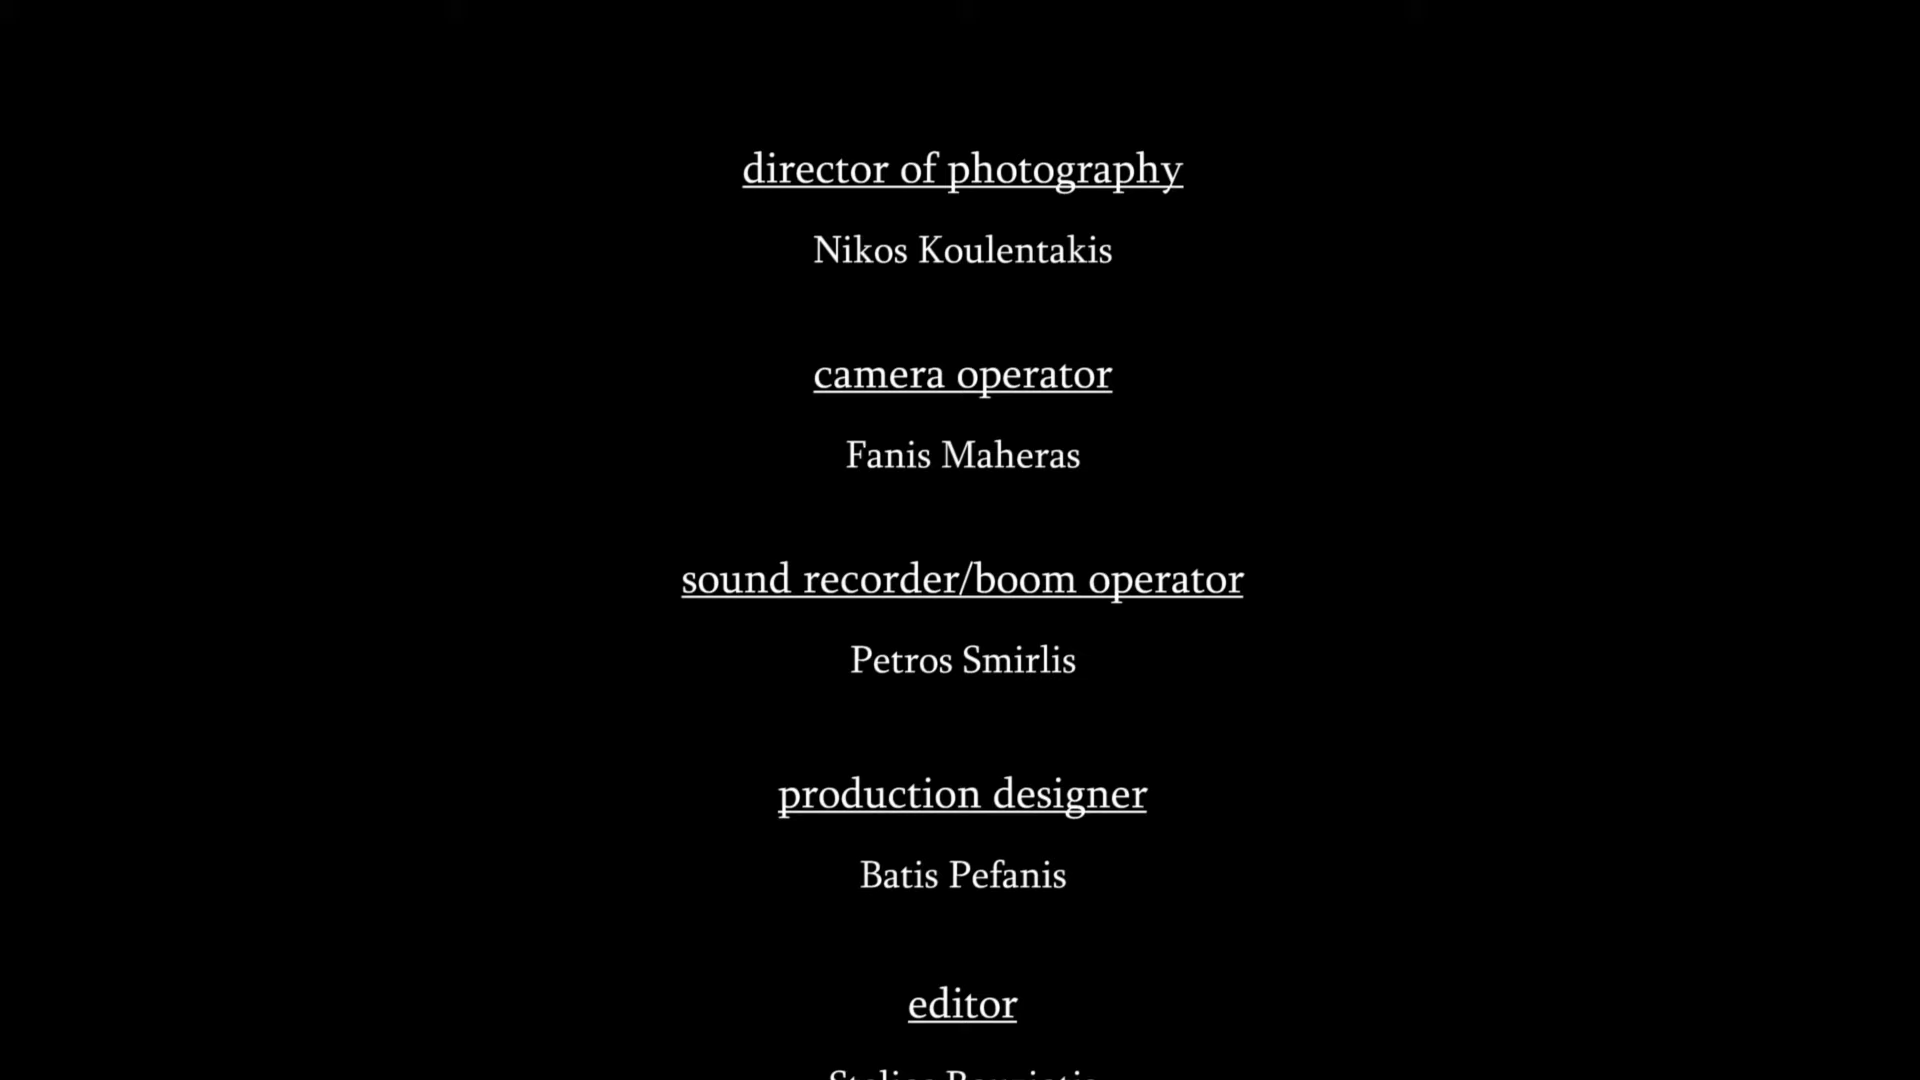 director of photography
Nikos Koulentakis
camera operator
Fanis Maheras
sound recorder/boom operator
Petros Smirlis
production designer
Batis Pefanis
editor